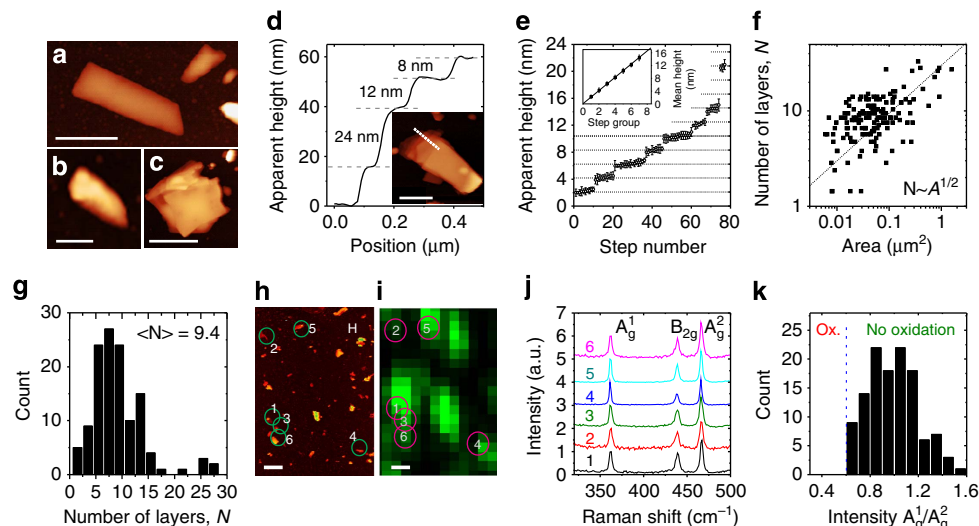 a
b
c
d
Apparent height (nm)
60
40
20
0
8 nm
12 nm
24 nm
0.0 0.2 0.4
Position (μm)
e
Apparent height (nm)
24
20
16
12
8
4
0
Mean height (nm)
16
12
8
4
0
0 2 4 6 8
Step group
0 20 40 60 80
Step number
f
Number of layers, N
10
1
N~A1/2
0.01 0.1 1
Area (μm2)
g
Count
30
20
10
0
<N> = 9.4
0 5 10 15 20 25 30
Number of layers, N
h
5
H
2
1
3
6
4
i
2
5
1
3
6
4
j
Intensity (a.u.)
7
6
5
4
3
2
1
0
A1g B2g A2g
6
5
4
3
2
1
350 400 450 500
Raman shift (cm−1)
k
Count
25
20
15
10
5
0
Ox. No oxidation
0.4 0.8 1.2 1.6
Intensity A1g/A2g